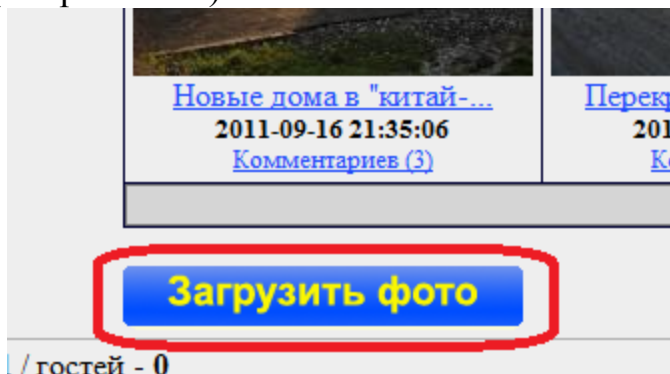 Новые дома в "китай-...
2011-09-16 21:35:06
Комментариев (3)
Загрузить фото
/ гостей - 0